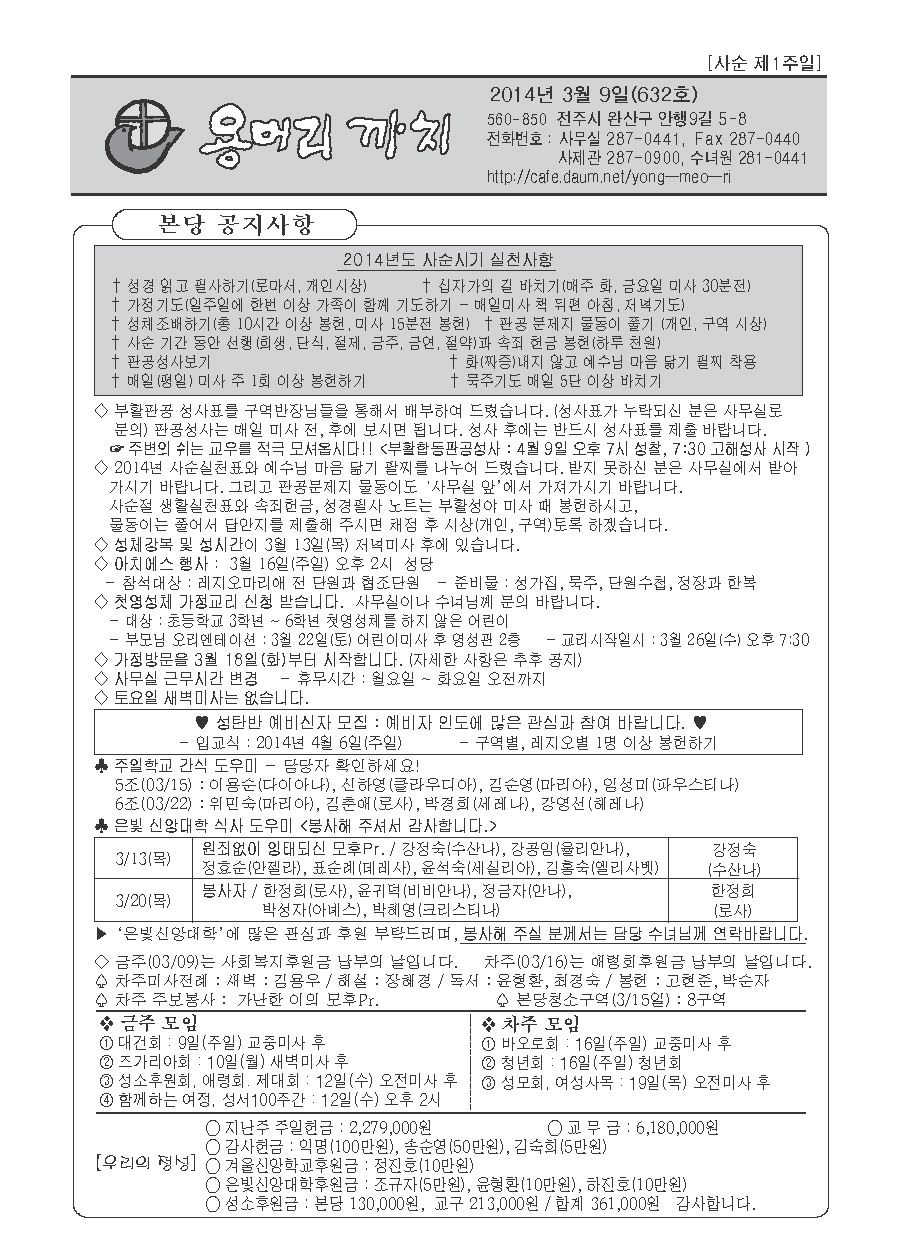 [사순 제1주일]
용머리 까치
2014년 3월 9일(632호)
560-850 전주시 완산구 안행9길 5-8
전화번호 : 사무실 287-0441, Fax 287-0440
사제관 287-0900, 수녀원 281-0441
http://cafe.daum.net/yong-meo-ri
본당 공지사항
2014년도 사순시기 실천사항
† 성경 읽고 필사하기(로마서, 개인시상) † 십자가의 길 바치기(매주 화, 금요일 미사 30분전)
† 가정기도(일주일에 한번 이상 가족이 함께 기도하기 - 매일미사 책 뒤편 아침, 저녁기도)
† 성체조배하기(총 10시간 이상 봉헌, 미사 15분전 봉헌) † 판공 문제지 물동이 쫄기 (개인, 구역 시상)
† 사순 기간 동안 선행(희생, 단식, 절제, 금주, 금연, 절약)과 속죄 헌금 봉헌(하루 천원)
† 판공성사보기 † 화(짜증)내지 않고 예수님 마음 닮기 팔찌 착용
† 매일(평일) 미사 주 1회 이상 봉헌하기 † 묵주기도 매일 5단 이상 바치기
◇ 부활판공 성사표를 구역반장님들을 통해서 배부하여 드렸습니다. (성사표가 누락되신 분은 사무실로
문의) 판공성사는 매일 미사 전, 후에 보시면 됩니다. 성사 후에는 반드시 성사표를 제출 바랍니다.
☞ 주변의 쉬는 교우를 적극 모셔옵시다!! <부활합동판공성사 : 4월 9일 오후 7시 성찰, 7:30 고해성사 시작 )
◇ 2014년 사순실천표와 예수님 마음 닮기 팔찌를 나누어 드렸습니다. 받지 못하신 분은 사무실에서 받아
가시기 바랍니다. 그리고 판공문제지 물동이도 '사무실 앞'에서 가져가시기 바랍니다.
사순절 생활실천표와 속죄헌금, 성경필사 노트는 부활성야 미사 때 봉헌하시고,
물동이는 쫄어서 답안지를 제출해 주시면 채점 후 시상(개인, 구역)토록 하겠습니다.
◇ 성체강복 및 성시간이 3월 13일(목) 저녁미사 후에 있습니다.
◇ 아치에스 행사 : 3월 16일(주일) 오후 2시 성당
- 참석대상 : 레지오마리애 전 단원과 협조단원 - 준비물 : 성가집, 묵주, 단원수첩, 정장과 한복
◇ 첫영성체 가정교리 신청 받습니다. 사무실이나 수녀님께 문의 바랍니다.
- 대상 : 초등학교 3학년 ~ 6학년 첫영성체를 하지 않은 어린이
- 부모님 오리엔테이션 : 3월 22일(토) 어린이미사 후 영성관 2층 - 교리시작일시 : 3월 26일(수) 오후 7:30
◇ 가정방문을 3월 18일(화)부터 시작합니다. (자세한 사항은 추후 공지)
◇ 사무실 근무시간 변경 - 휴무시간 : 월요일 ~ 화요일 오전까지
◇ 토요일 새벽미사는 없습니다.
♥ 성탄반 예비신자 모집 : 예비자 인도에 많은 관심과 참여 바랍니다. ♥
- 입교식 : 2014년 4월 6일(주일) - 구역별, 레지오별 1명 이상 봉헌하기
♣ 주일학교 간식 도우미 - 담당자 확인하세요!
5조(03/15) : 이용순(다이아나), 신하영(클라우디아), 김순영(마리아), 임성미(파우스티나)
6조(03/22) : 위민숙(마리아), 김춘애(로사), 박경희(세레나), 강영선(헤레나)
♣ 은빛 신앙대학 식사 도우미 <봉사해 주셔서 감사합니다.>
3/13(목) 원죄없이 잉태되신 모후Pr. / 강정숙(수산나), 강공임(율리안나), 강정숙
정효순(안젤라), 표순례(데레사), 윤석숙(세실리아), 김홍숙(엘리사벳) (수산나)
3/20(목) 봉사자 / 한정희(로사), 윤귀덕(비비안나), 정금자(안나), 한정희
박성자(아녜스), 박혜영(크리스티나) (로사)
▶ '은빛신앙대학'에 많은 관심과 후원 부탁드리며, 봉사해 주실 분께서는 담당 수녀님께 연락바랍니다.
◇ 금주(03/09)는 사회복지후원금 납부의 날입니다. 차주(03/16)는 애령회후원금 납부의 날입니다.
♤ 차주미사전례 : 새벽 : 김용우 / 해설 : 장혜경 / 독서 : 윤형환, 최경숙 / 봉헌 : 고현준, 박순자
♤ 차주 주보봉사 : 가난한 이의 모후Pr. ♤ 본당청소구역(3/15일) : 8구역
❖ 금주 모임
① 대건회 : 9일(주일) 교중미사 후
② 즈가리아회 : 10일(월) 새벽미사 후
③ 성소후원회, 애령회. 제대회 : 12일(수) 오전미사 후
④ 함께하는 여정, 성서100주간 : 12일(수) 오후 2시
❖ 차주 모임
① 바오로회 : 16일(주일) 교중미사 후
② 청년회 : 16일(주일) 청년회
③ 성모회, 여성사목 : 19일(목) 오전미사 후
[우리의 정성]
○ 지난주 주일헌금 : 2,279,000원 ○ 교 무 금 : 6,180,000원
○ 감사헌금 : 익명(100만원), 송순영(50만원), 김숙희(5만원)
○ 겨울신앙학교후원금 : 정진호(10만원)
○ 은빛신앙대학후원금 : 조규자(5만원), 윤형환(10만원), 하진호(10만원)
○ 성소후원금 : 본당 130,000원, 교구 213,000원 / 합계 361,000원 감사합니다.